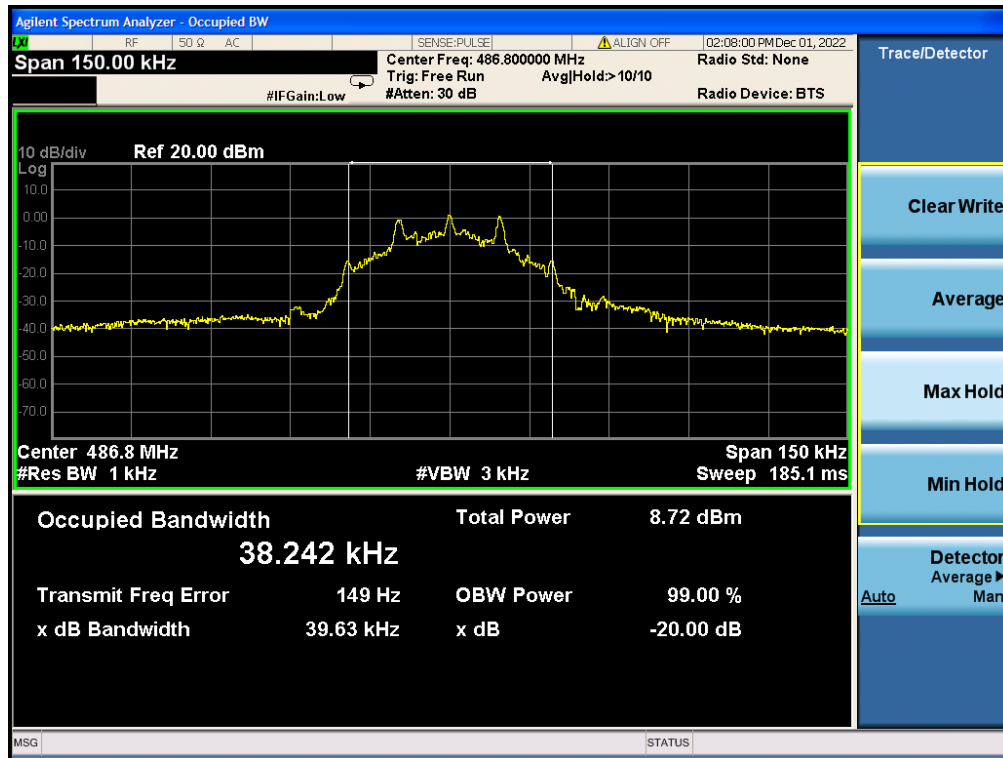 Agilent Spectrum Analyzer - Occupied BW
LXI RF 50 Ω AC SENSE:PULSE ALIGN OFF 02:08:00 PM Dec 01, 2022
Span 150.00 kHz
Center Freq: 486.800000 MHz Radio Std: None
Trig: Free Run Avg|Hold:> 10/10
#IFGain:Low #Atten: 30 dB Radio Device: BTS
10 dB/div Ref 20.00 dBm
Log
10.0
0.00
-10.0
-20.0
-30.0
-40.0
-50.0
-60.0
-70.0
Center 486.8 MHz Span 150 kHz
#Res BW 1 kHz #VBW 3 kHz Sweep 185.1 ms
Occupied Bandwidth Total Power 8.72 dBm
38.242 kHz
Transmit Freq Error 149 Hz OBW Power 99.00 %
x dB Bandwidth 39.63 kHz x dB -20.00 dB
MSG STATUS
Trace/Detector
Clear Write
Average
Max Hold
Min Hold
Detector
Average
Auto Man